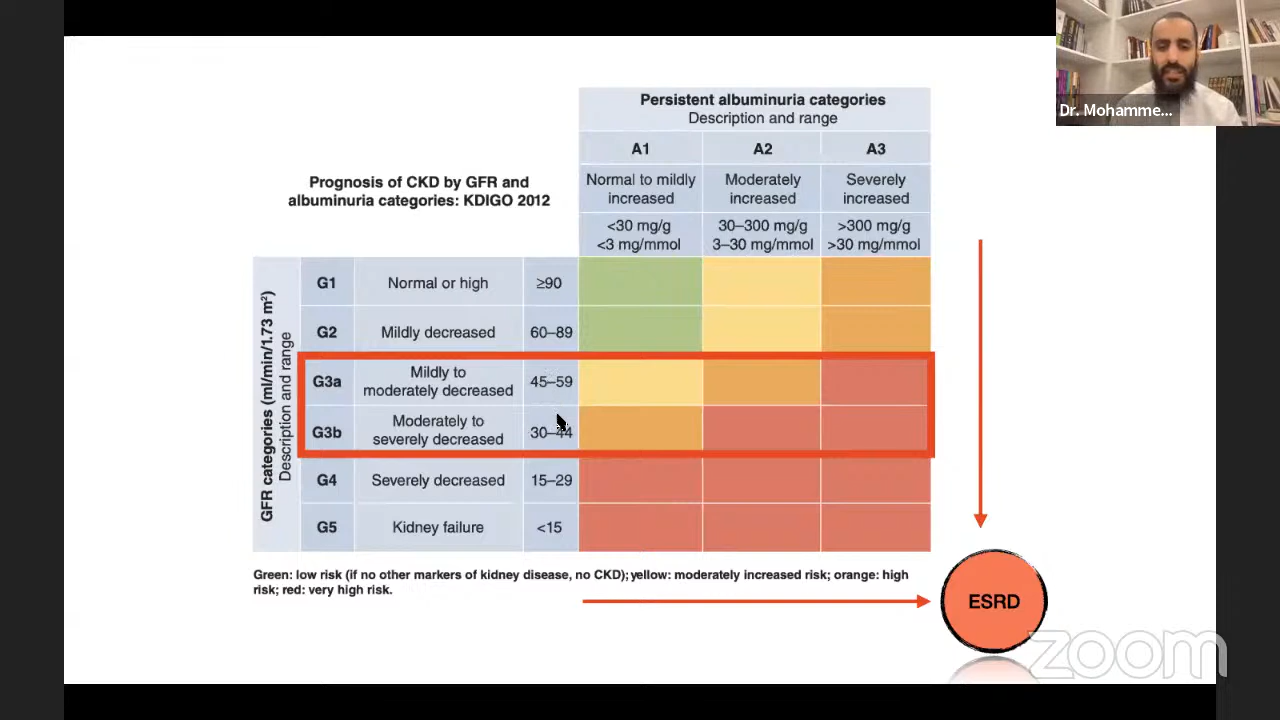 Dr. Mohamme...
Persistent albuminuria categories
Description and range
A1
A2
A3
Prognosis of CKD by GFR and
albuminuria categories: KDIGO 2012
Normal to mildly
increased
Moderately
increased
Severely
increased
<30 mg/g
<3 mg/mmol
30–300 mg/g
3–30 mg/mmol
>300 mg/g
>30 mg/mmol
GFR categories (ml/min/1.73 m²)
Description and range
G1
Normal or high
≥90
G2
Mildly decreased
60–89
G3a
Mildly to
moderately decreased
45–59
G3b
Moderately to
severely decreased
30–44
G4
Severely decreased
15–29
G5
Kidney failure
<15
Green: low risk (if no other markers of kidney disease, no CKD); yellow: moderately increased risk; orange: high
risk; red: very high risk.
ESRD
zoom